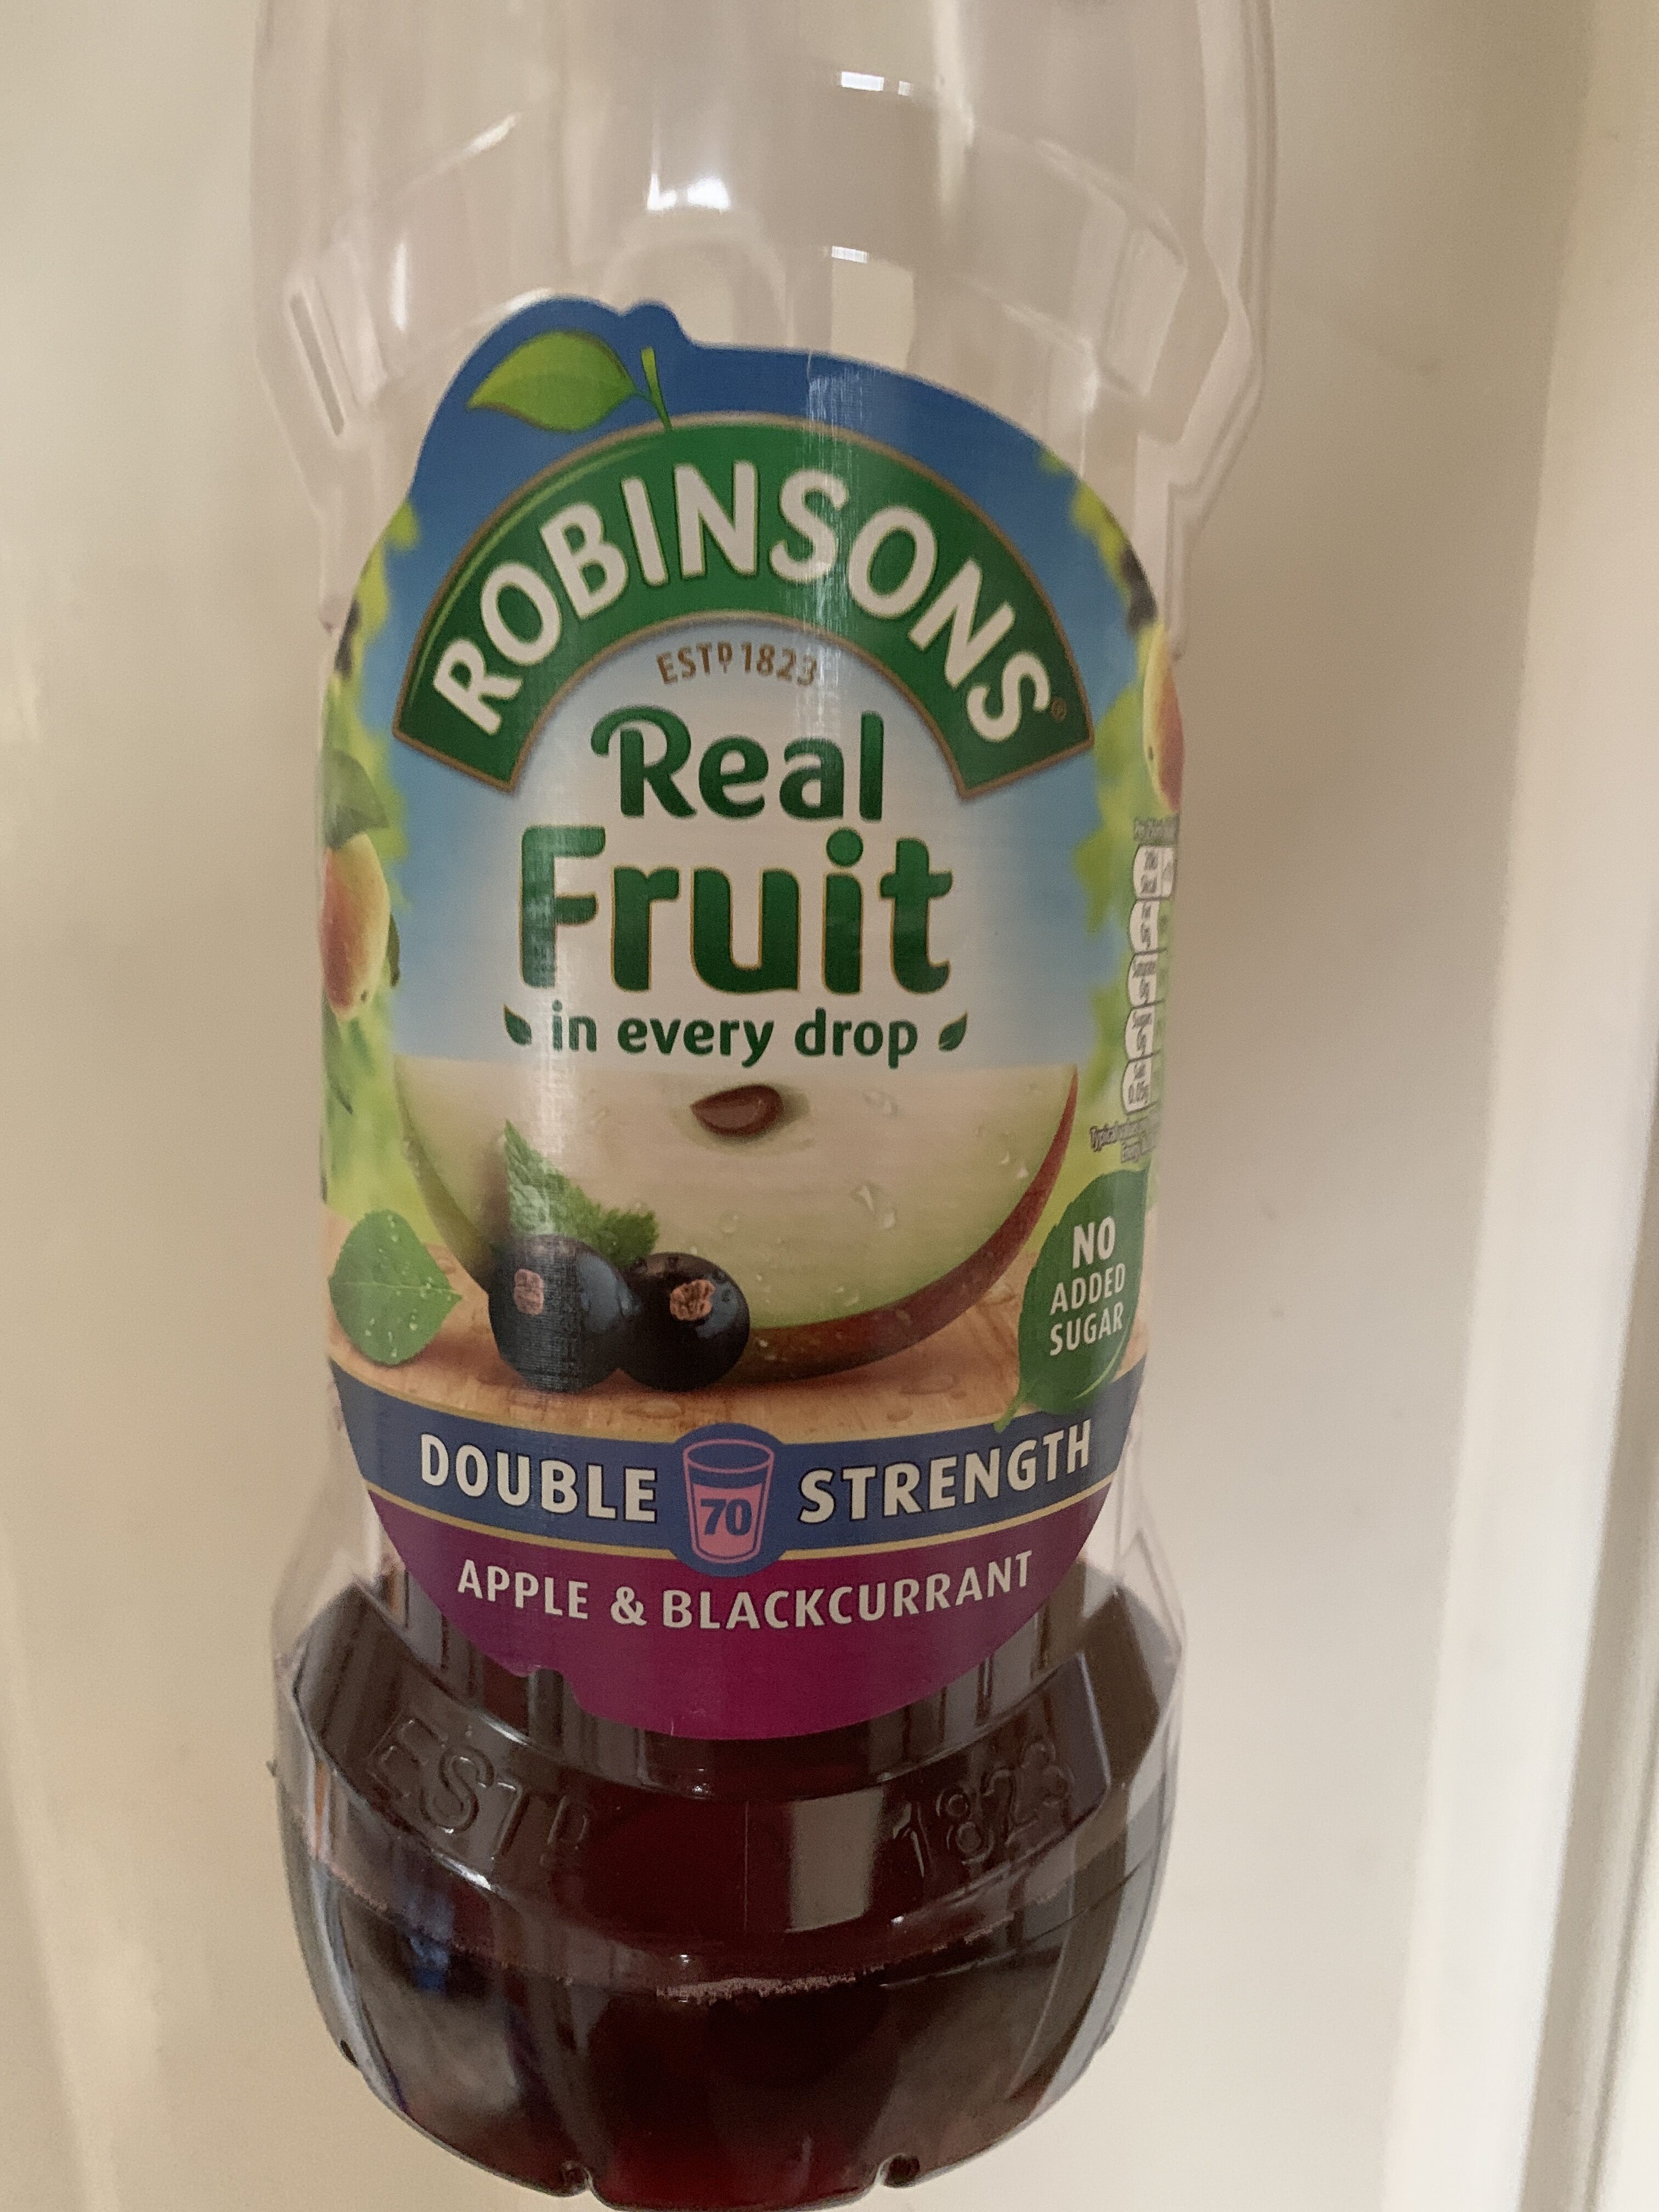 ROBINSONS®
ESTD 1823
Real
Fruit
in every drop
NO
ADDED
SUGAR
DOUBLE 70 STRENGTH
APPLE & BLACKCURRANT
ESTD 1823